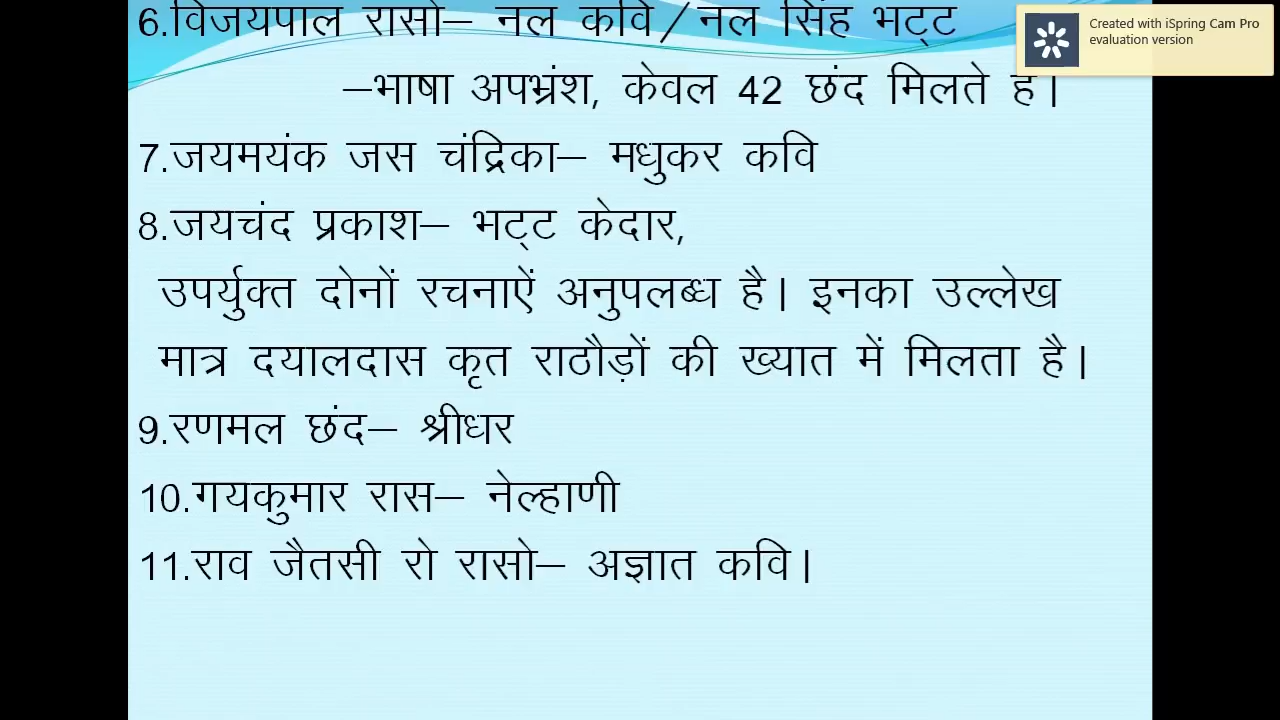 6.विजयपाल रासो– नल कवि/नल सिंह भट्ट
Created with iSpring Cam Pro
evaluation version
–भाषा अपभ्रंश, केवल 42 छंद मिलते है।
7.जयमयंक जस चंद्रिका– मधुकर कवि
8.जयचंद प्रकाश– भट्ट केदार,
उपर्युक्त दोनों रचनाऐं अनुपलब्ध है। इनका उल्लेख
मात्र दयालदास कृत राठौड़ों की ख्यात में मिलता है।
9.रणमल छंद– श्रीधर
10.गयकुमार रास– नेल्हाणी
11.राव जैतसी रो रासो– अज्ञात कवि।